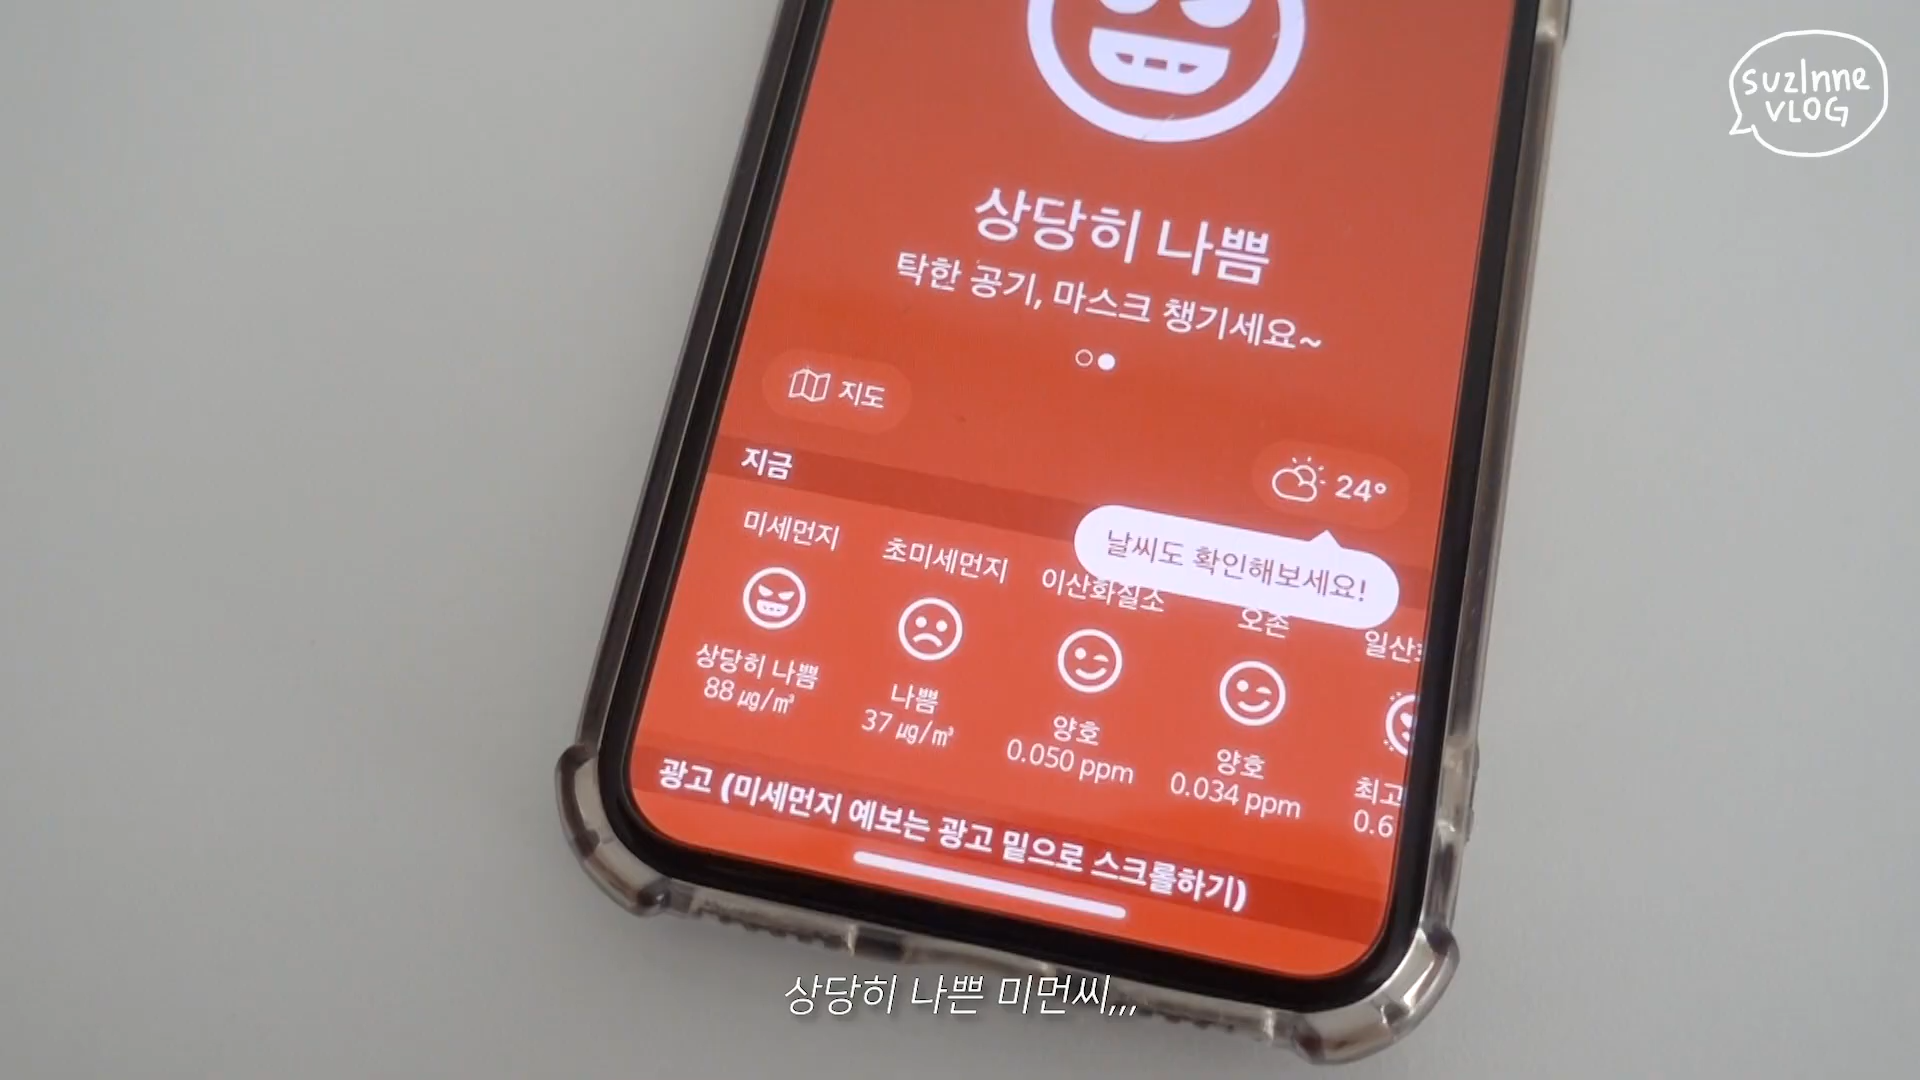 suzInne
VLOG
상당히 나쁨
탁한 공기, 마스크 챙기세요~
지도
24°
지금
날씨도 확인해보세요!
미세먼지
초미세먼지
이산화질소
오존
일산화
상당히 나쁨
88 ㎍/㎥
나쁨
37 ㎍/㎥
양호
0.050 ppm
양호
0.034 ppm
최고
0.6
광고 (미세먼지 예보는 광고 밑으로 스크롤하기)
상당히 나쁜 미먼씨,,,